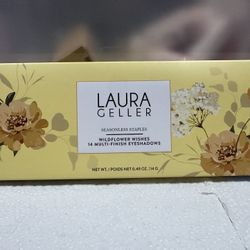 LAURA
GELLER
SEASONLESS STAPLES
WILDFLOWER WISHES
14 MULTI-FINISH EYESHADOWS
NET WT. / POIDS NET 0.49 OZ. / 14 G